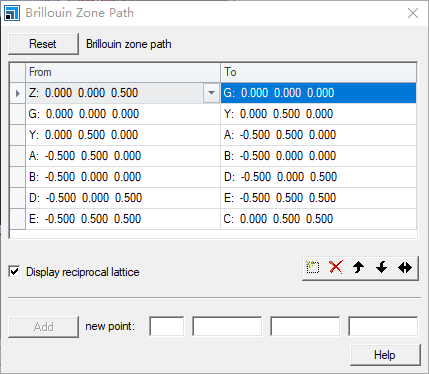 Brillouin Zone Path
Reset Brillouin zone path
From To
Z: 0.000 0.000 0.500 G: 0.000 0.000 0.000
G: 0.000 0.000 0.000 Y: 0.000 0.500 0.000
Y: 0.000 0.500 0.000 A: -0.500 0.500 0.000
A: -0.500 0.500 0.000 B: -0.500 0.000 0.000
B: -0.500 0.000 0.000 D: -0.500 0.000 0.500
D: -0.500 0.000 0.500 E: -0.500 0.500 0.500
E: -0.500 0.500 0.500 C: 0.000 0.500 0.500
Display reciprocal lattice
Add new point:
Help